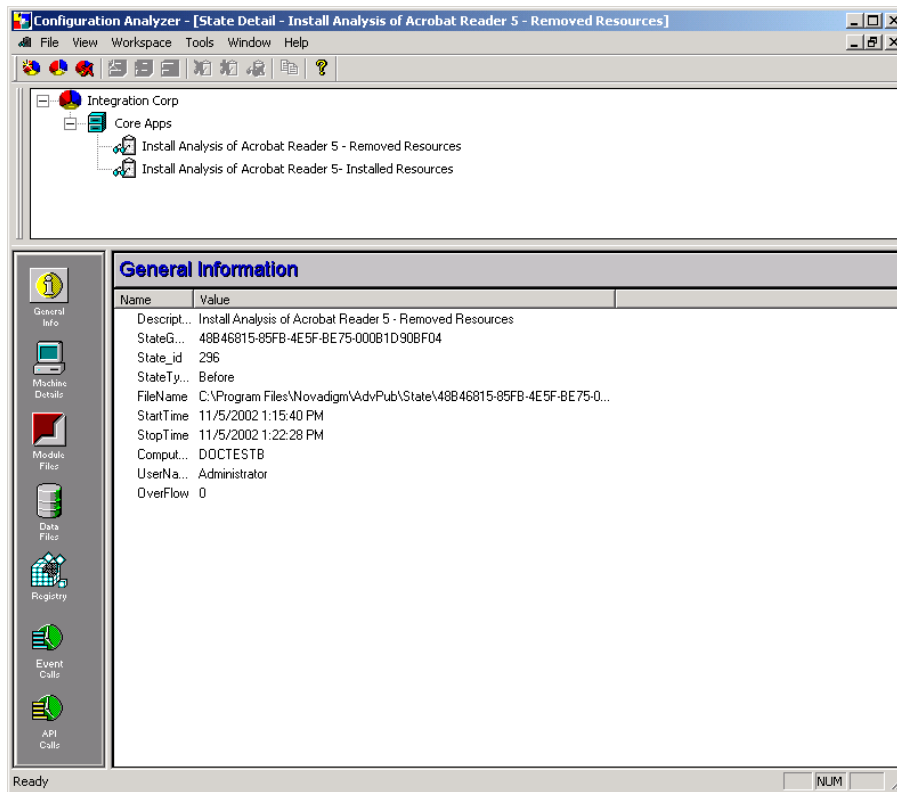 Configuration Analyzer - [State Detail - Install Analysis of Acrobat Reader 5 - Removed Resources]
File View Workspace Tools Window Help
Integration Corp
Core Apps
Install Analysis of Acrobat Reader 5 - Removed Resources
Install Analysis of Acrobat Reader 5- Installed Resources
General Information
Name Value
Descript... Install Analysis of Acrobat Reader 5 - Removed Resources
StateG... 48B46815-85FB-4E5F-BE75-000B1D90BF04
State_id 296
StateTy... Before
FileName C:\Program Files\Novadigm\AdvPub\State\48B46815-85FB-4E5F-BE75-0...
StartTime 11/5/2002 1:15:40 PM
StopTime 11/5/2002 1:22:28 PM
Comput... DOCTESTB
UserNa... Administrator
OverFlow 0
General
Info
Machine
Details
Module
Files
Data
Files
Registry
Event
Calls
API
Calls
Ready NUM